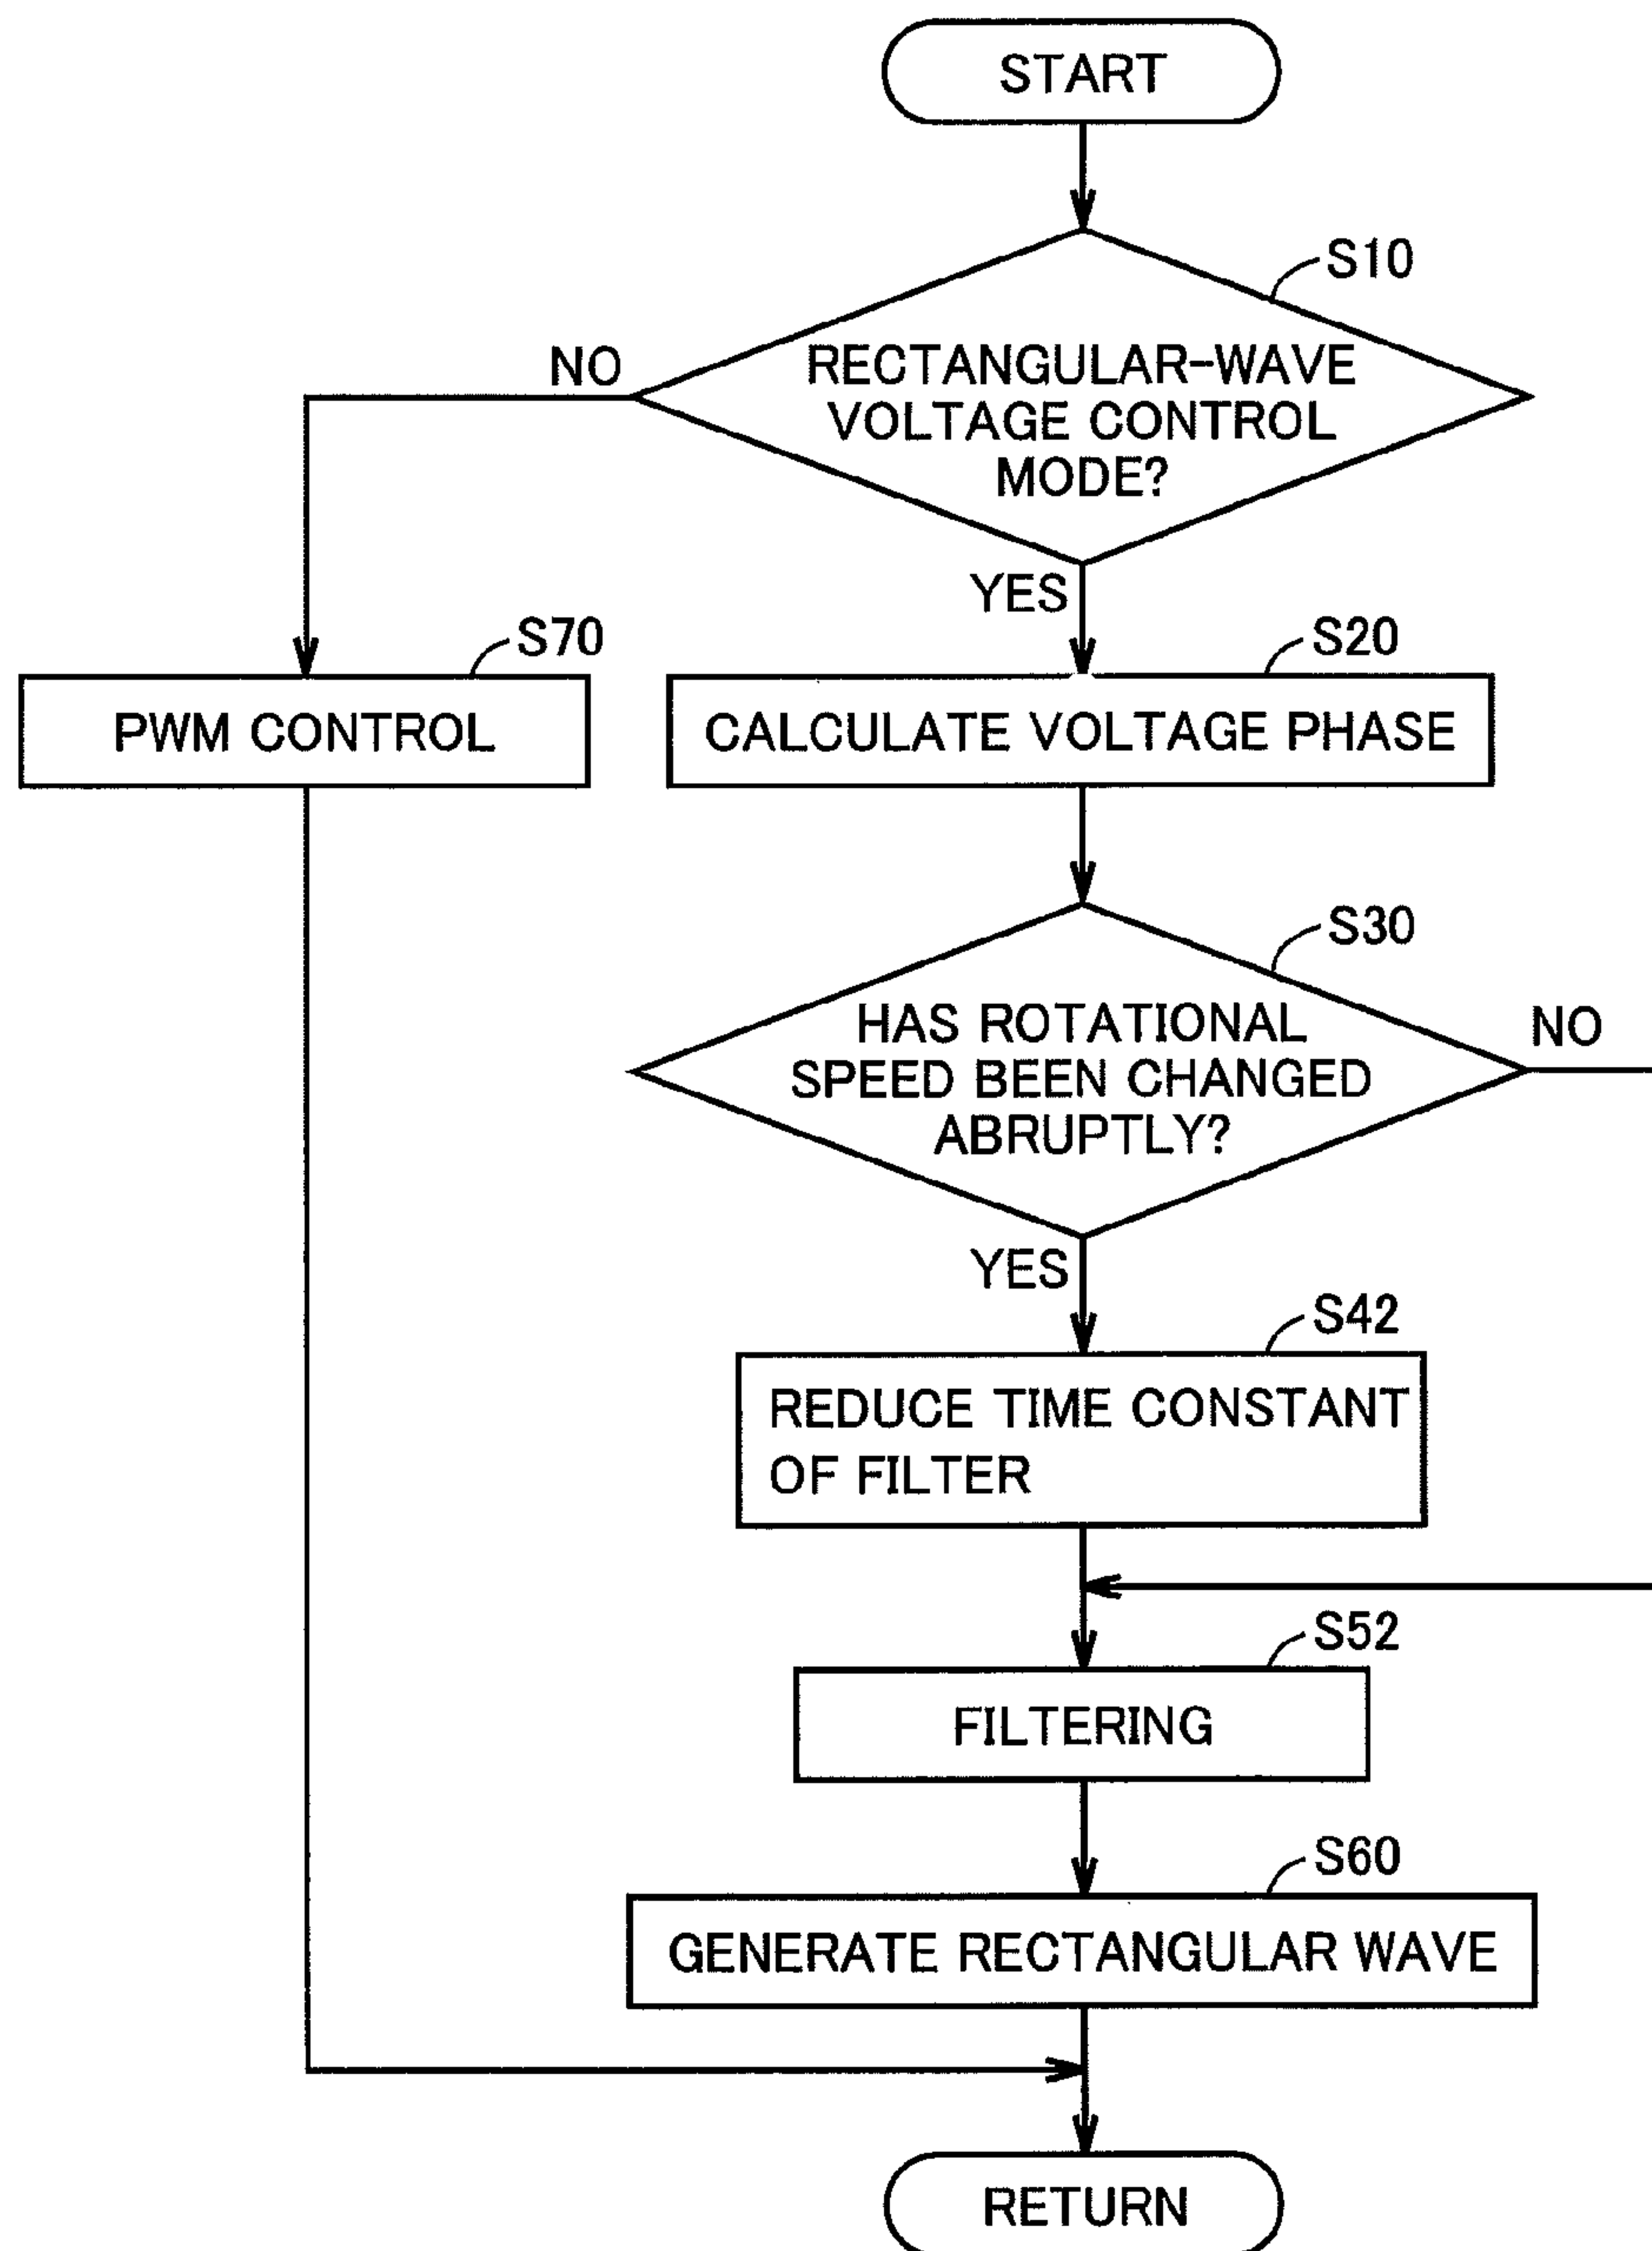 START
S10
NO
RECTANGULAR-WAVE
VOLTAGE CONTROL
MODE?
YES
S70
S20
PWM CONTROL
CALCULATE VOLTAGE PHASE
S30
HAS ROTATIONAL
SPEED BEEN CHANGED
ABRUPTLY?
NO
YES
S42
REDUCE TIME CONSTANT
OF FILTER
S52
FILTERING
S60
GENERATE RECTANGULAR WAVE
RETURN